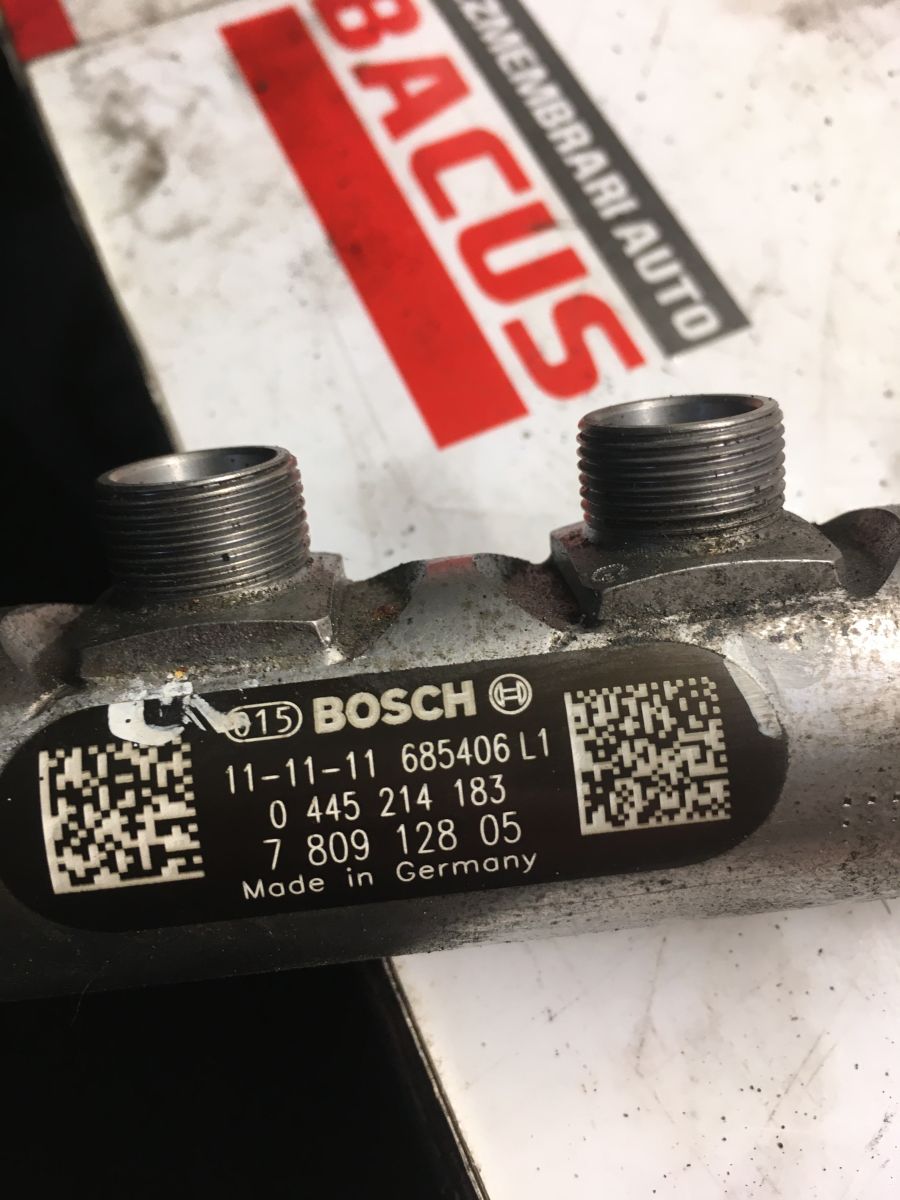 BACUS
ZZMEMBRARI AUTO
015 BOSCH
11-11-11 685406 L1
0 445 214 183
7 809 128 05
Made in Germany